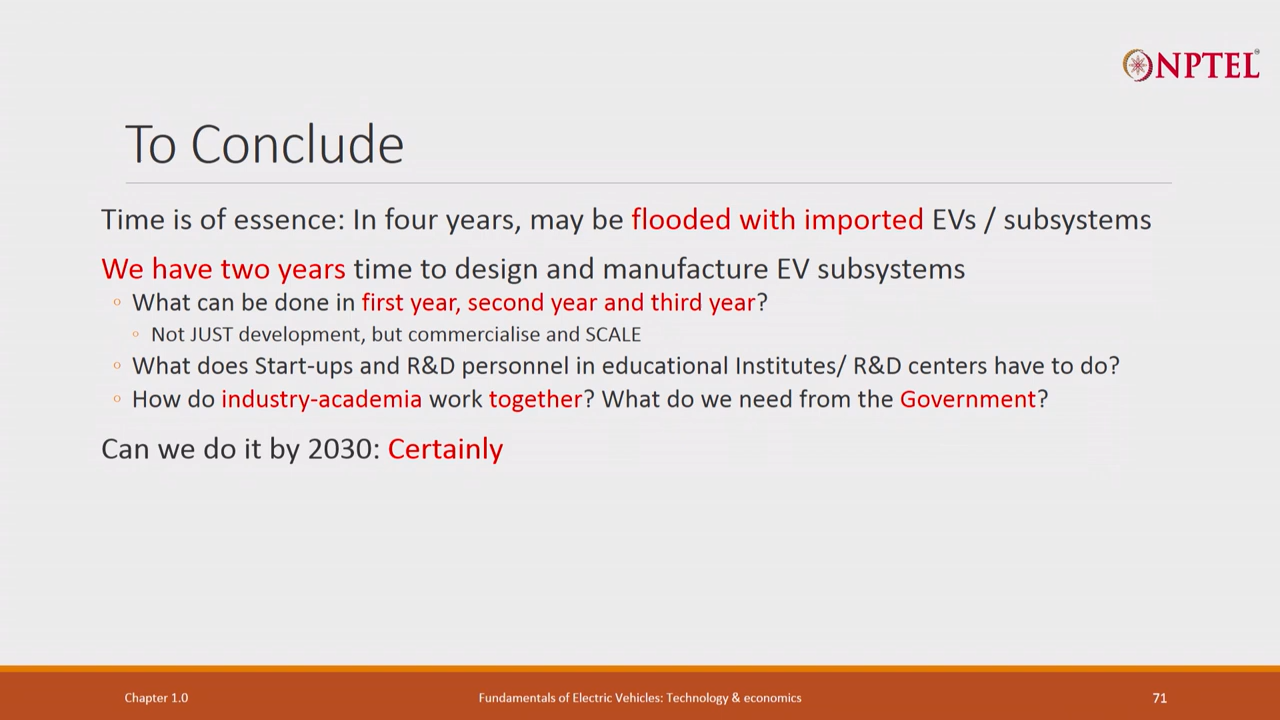 NPTEL
To Conclude
Time is of essence: In four years, may be flooded with imported EVs / subsystems
We have two years time to design and manufacture EV subsystems
◦ What can be done in first year, second year and third year?
◦ Not JUST development, but commercialise and SCALE
◦ What does Start-ups and R&D personnel in educational Institutes/ R&D centers have to do?
◦ How do industry-academia work together? What do we need from the Government?
Can we do it by 2030: Certainly
Chapter 1.0 Fundamentals of Electric Vehicles: Technology & economics 71